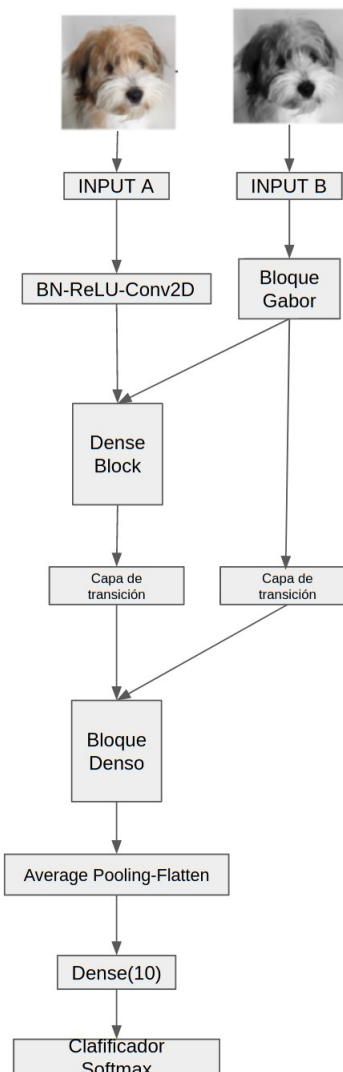 INPUT A
INPUT B
BN-ReLU-Conv2D
Bloque
Gabor
Dense
Block
Capa de
transición
Capa de
transición
Bloque
Denso
Average Pooling-Flatten
Dense(10)
Clafificador
Softmax